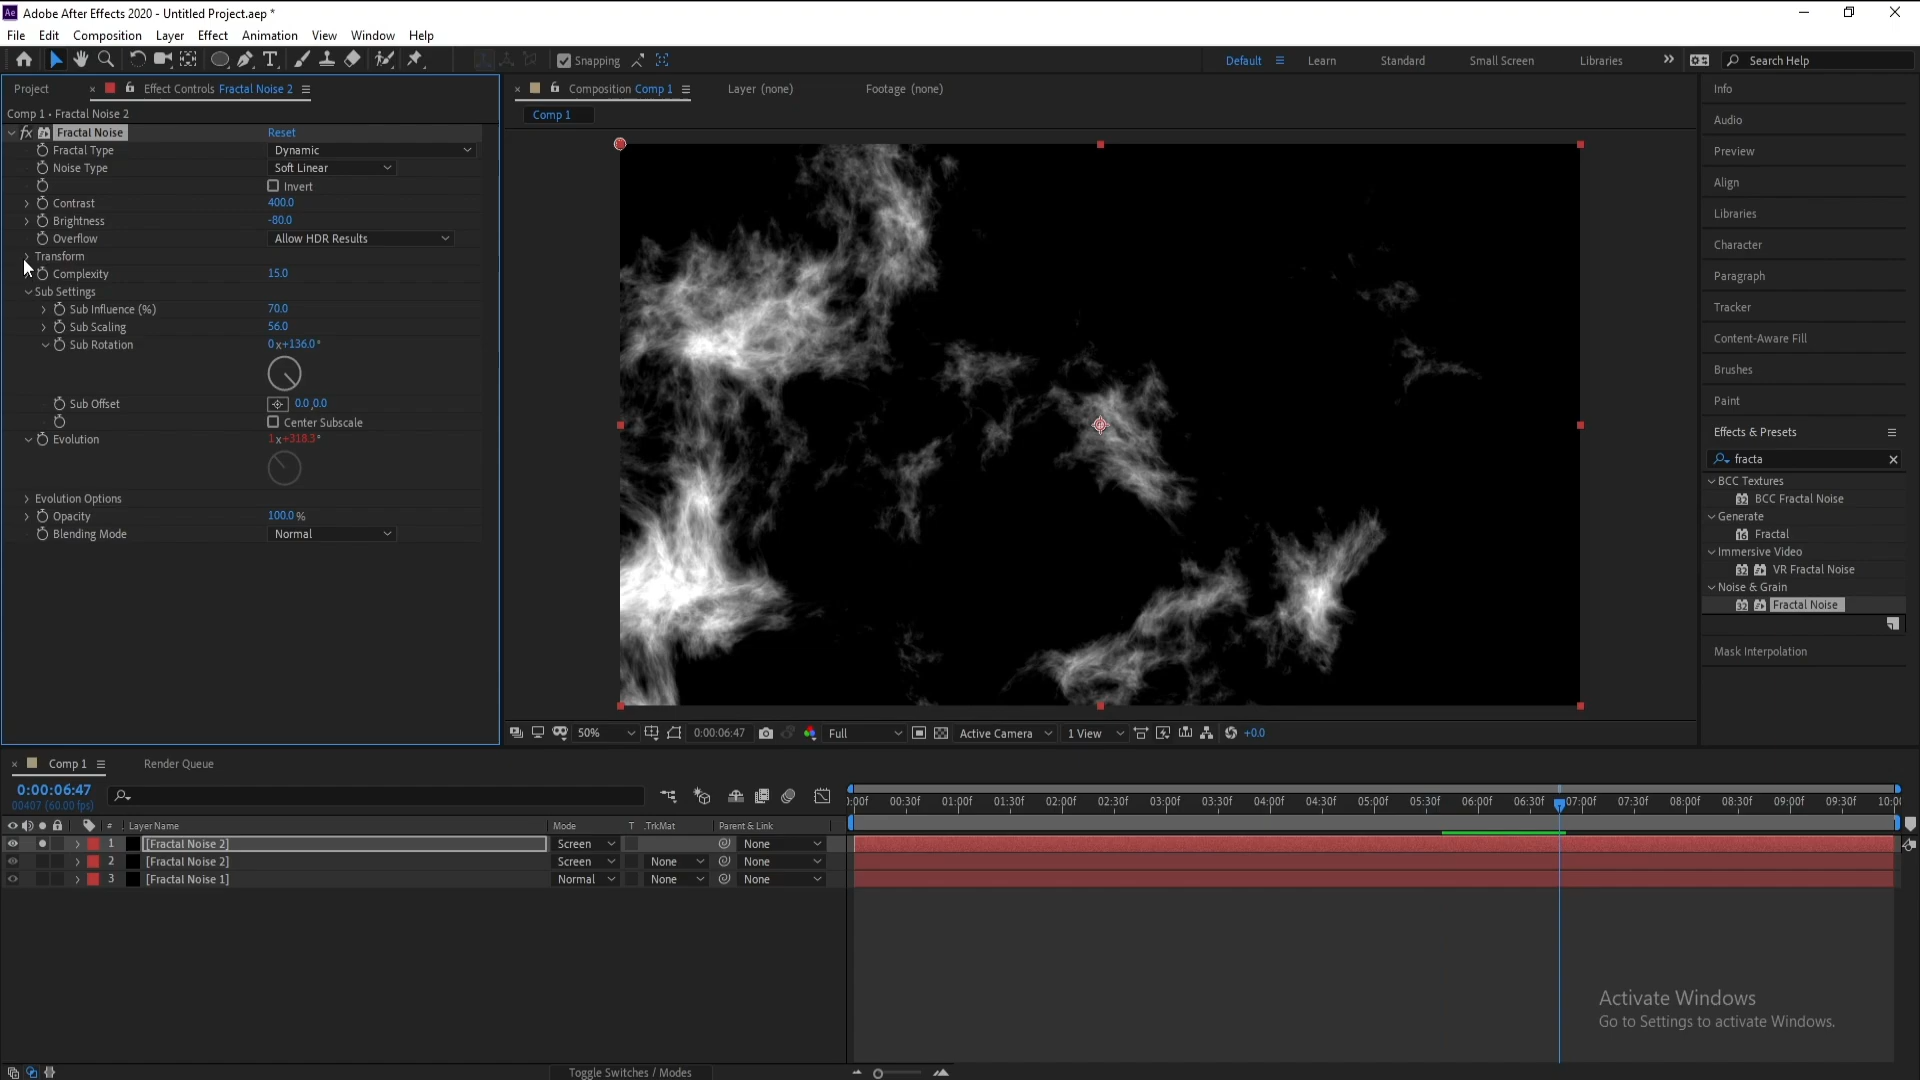 Adobe After Effects 2020 - Untitled Project.aep *
File Edit Composition Layer Effect Animation View Window Help
Snapping Default Learn Standard Small Screen Libraries Search Help
Project Effect Controls Fractal Noise 2
Comp 1 • Fractal Noise 2
fx Fractal Noise Reset
Fractal Type Dynamic
Noise Type Soft Linear
Invert
Contrast 400.0
Brightness -80.0
Overflow Allow HDR Results
Transform
Complexity 15.0
Sub Settings
Sub Influence (%) 70.0
Sub Scaling 56.0
Sub Rotation 0x+136.0°
Sub Offset 0.0,0.0
Center Subscale
Evolution 1x+318.3°
Evolution Options
Opacity 100.0 %
Blending Mode Normal
Composition Comp 1 Layer (none) Footage (none)
Comp 1
50% 0:00:06:47 Full Active Camera 1 View +0.0
Info
Audio
Preview
Align
Libraries
Character
Paragraph
Tracker
Content-Aware Fill
Brushes
Paint
Effects & Presets
fracta
BCC Textures
32 BCC Fractal Noise
Generate
16 Fractal
Immersive Video
32 VR Fractal Noise
Noise & Grain
32 Fractal Noise
Mask Interpolation
Comp 1 Render Queue
0:00:06:47
00407 (60.00 fps)
):00f 00:30f 01:00f 01:30f 02:00f 02:30f 03:00f 03:30f 04:00f 04:30f 05:00f 05:30f 06:00f 06:30f 07:00f 07:30f 08:00f 08:30f 09:00f 09:30f 10:0
# Layer Name Mode T .TrkMat Parent & Link
1 [Fractal Noise 2] Screen None
2 [Fractal Noise 2] Screen None None
3 [Fractal Noise 1] Normal None None
Activate Windows
Go to Settings to activate Windows.
Toggle Switches / Modes